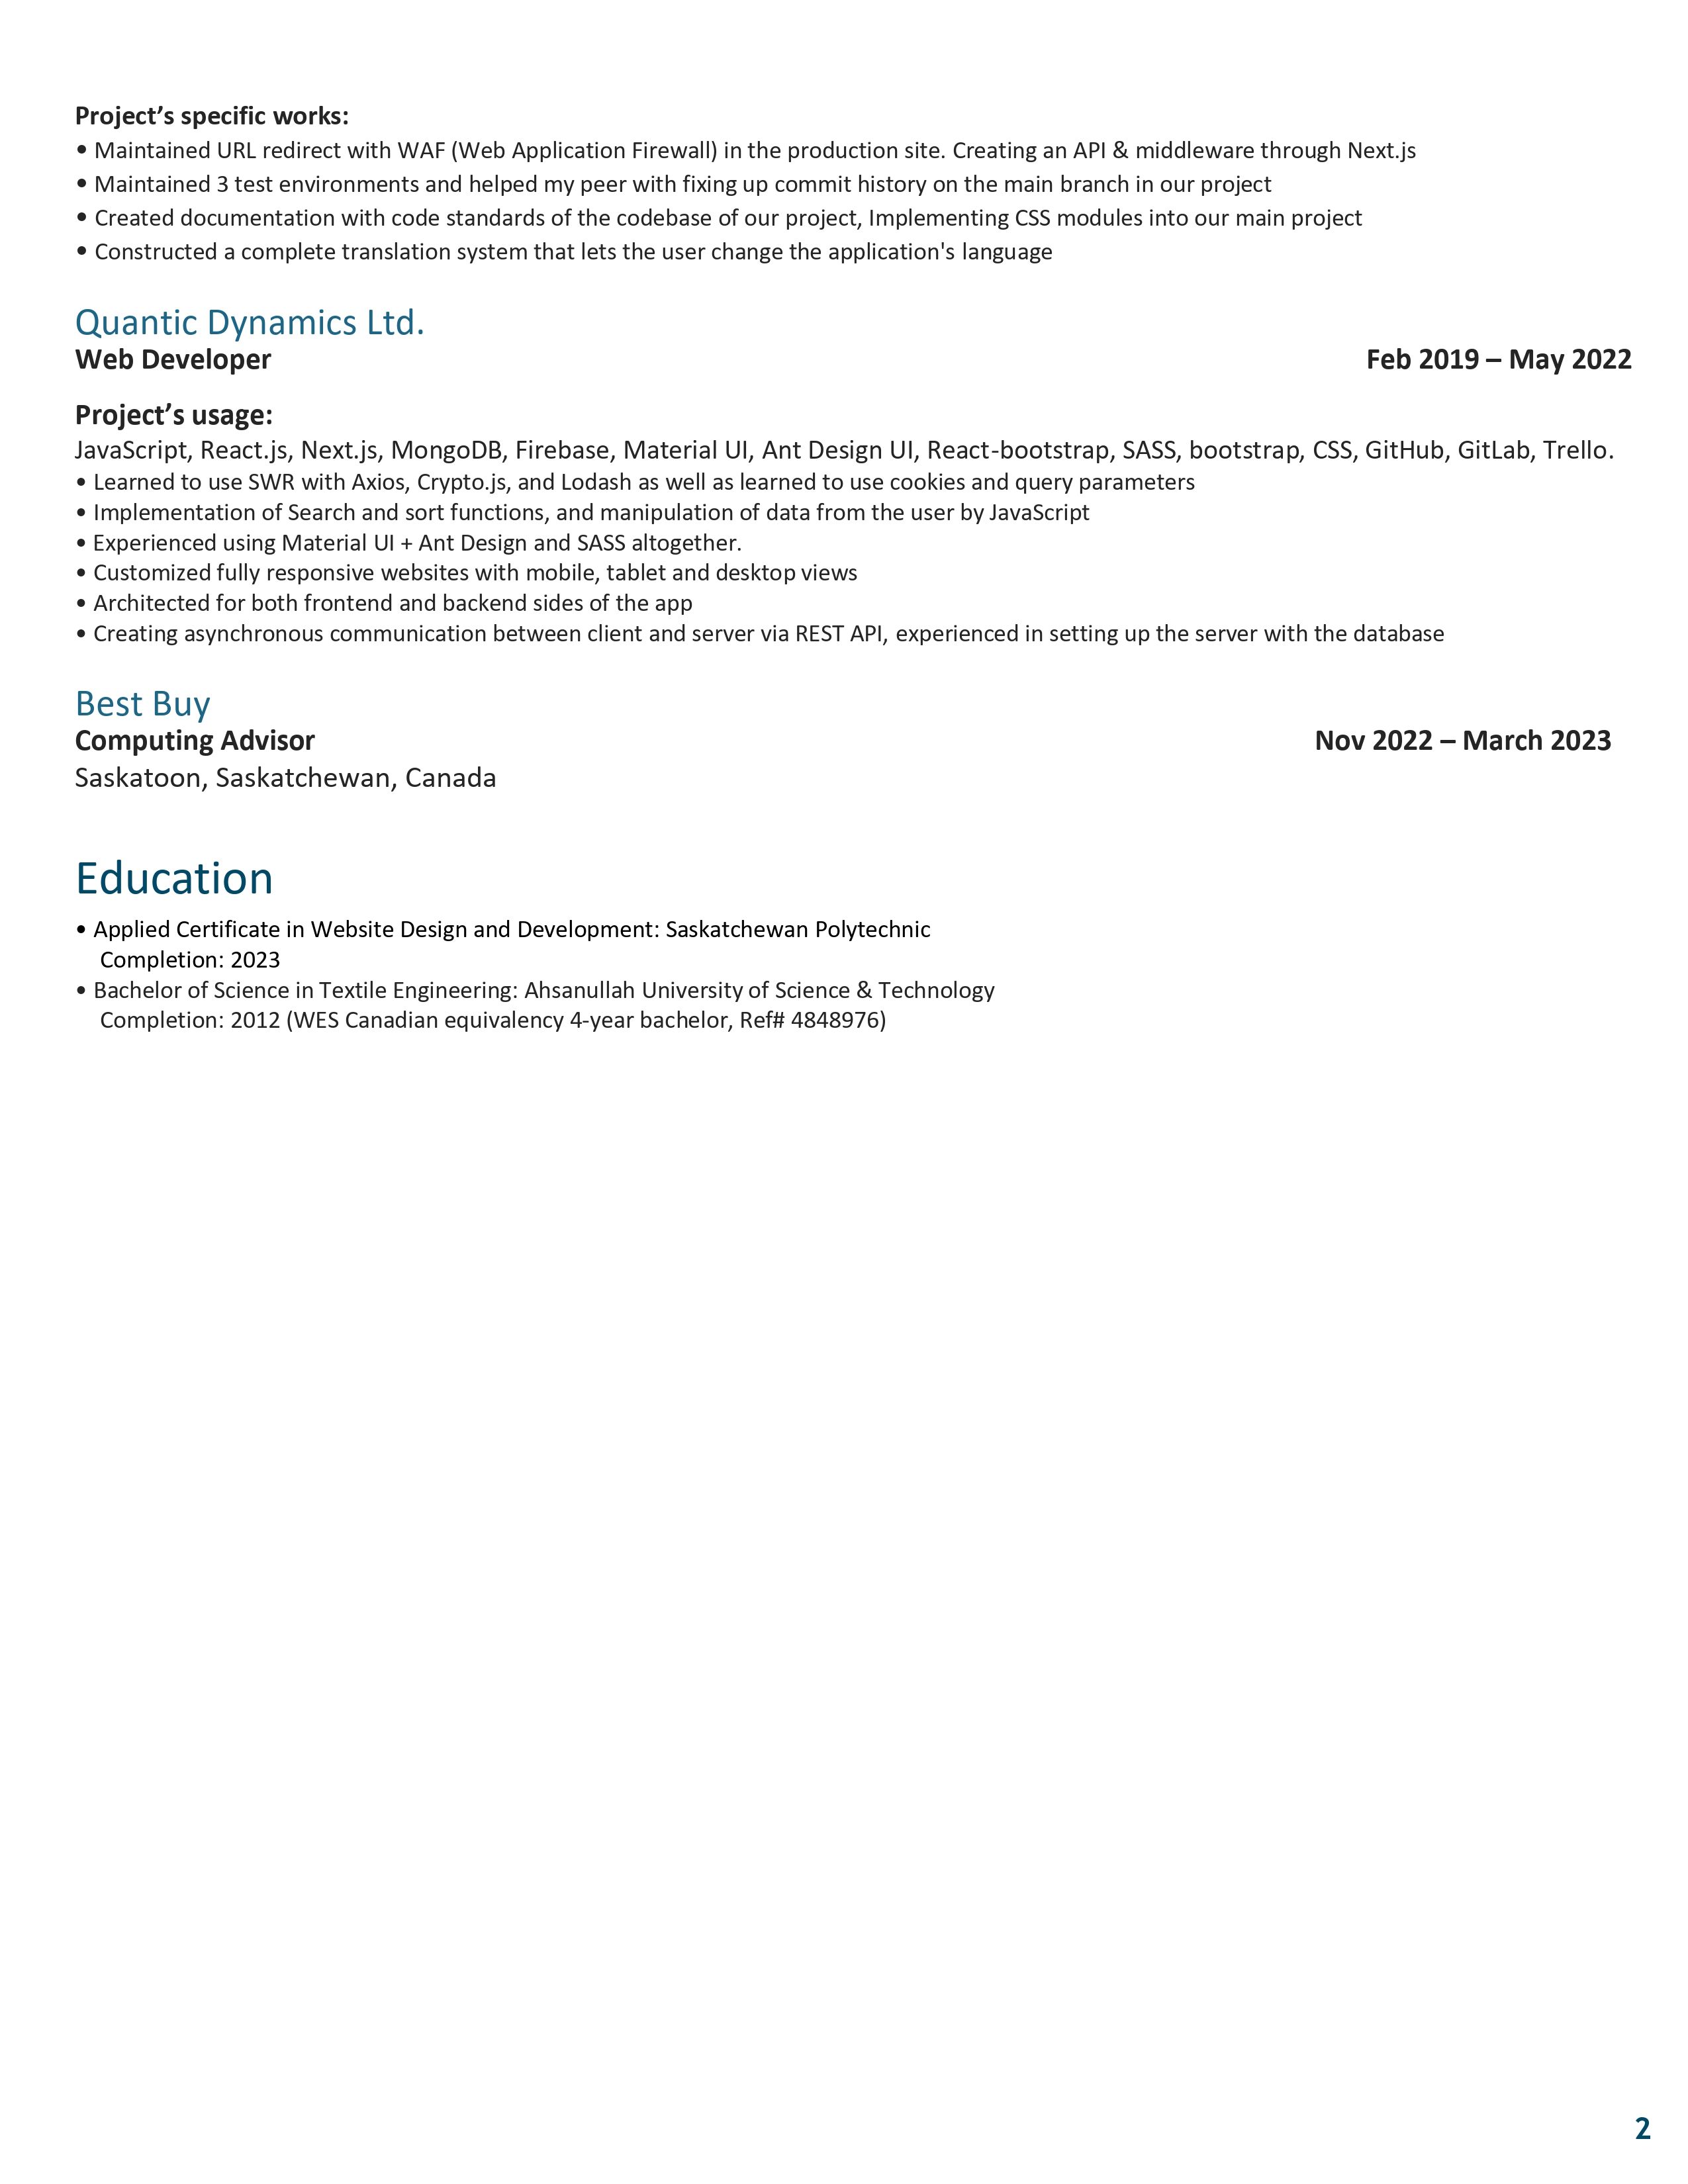 Project’s specific works:
• Maintained URL redirect with WAF (Web Application Firewall) in the production site. Creating an API & middleware through Next.js
• Maintained 3 test environments and helped my peer with fixing up commit history on the main branch in our project
• Created documentation with code standards of the codebase of our project, Implementing CSS modules into our main project
• Constructed a complete translation system that lets the user change the application's language
Quantic Dynamics Ltd.
Web Developer Feb 2019 – May 2022
Project’s usage:
JavaScript, React.js, Next.js, MongoDB, Firebase, Material UI, Ant Design UI, React-bootstrap, SASS, bootstrap, CSS, GitHub, GitLab, Trello.
• Learned to use SWR with Axios, Crypto.js, and Lodash as well as learned to use cookies and query parameters
• Implementation of Search and sort functions, and manipulation of data from the user by JavaScript
• Experienced using Material UI + Ant Design and SASS altogether.
• Customized fully responsive websites with mobile, tablet and desktop views
• Architected for both frontend and backend sides of the app
• Creating asynchronous communication between client and server via REST API, experienced in setting up the server with the database
Best Buy
Computing Advisor Nov 2022 – March 2023
Saskatoon, Saskatchewan, Canada
Education
• Applied Certificate in Website Design and Development: Saskatchewan Polytechnic
Completion: 2023
• Bachelor of Science in Textile Engineering: Ahsanullah University of Science & Technology
Completion: 2012 (WES Canadian equivalency 4-year bachelor, Ref# 4848976)
2